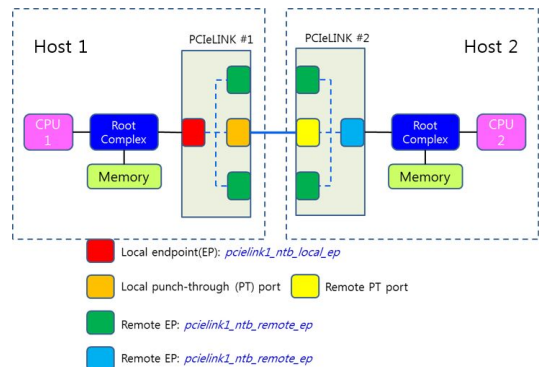 Host 1
PCIeLINK #1
PCIeLINK #2
Host 2
CPU
1
Root
Complex
Memory
Root
Complex
CPU
2
Memory
Local endpoint(EP): pcielink1_ntb_local_ep
Local punch-through (PT) port
Remote PT port
Remote EP: pcielink1_ntb_remote_ep
Remote EP: pcielink1_ntb_remote_ep